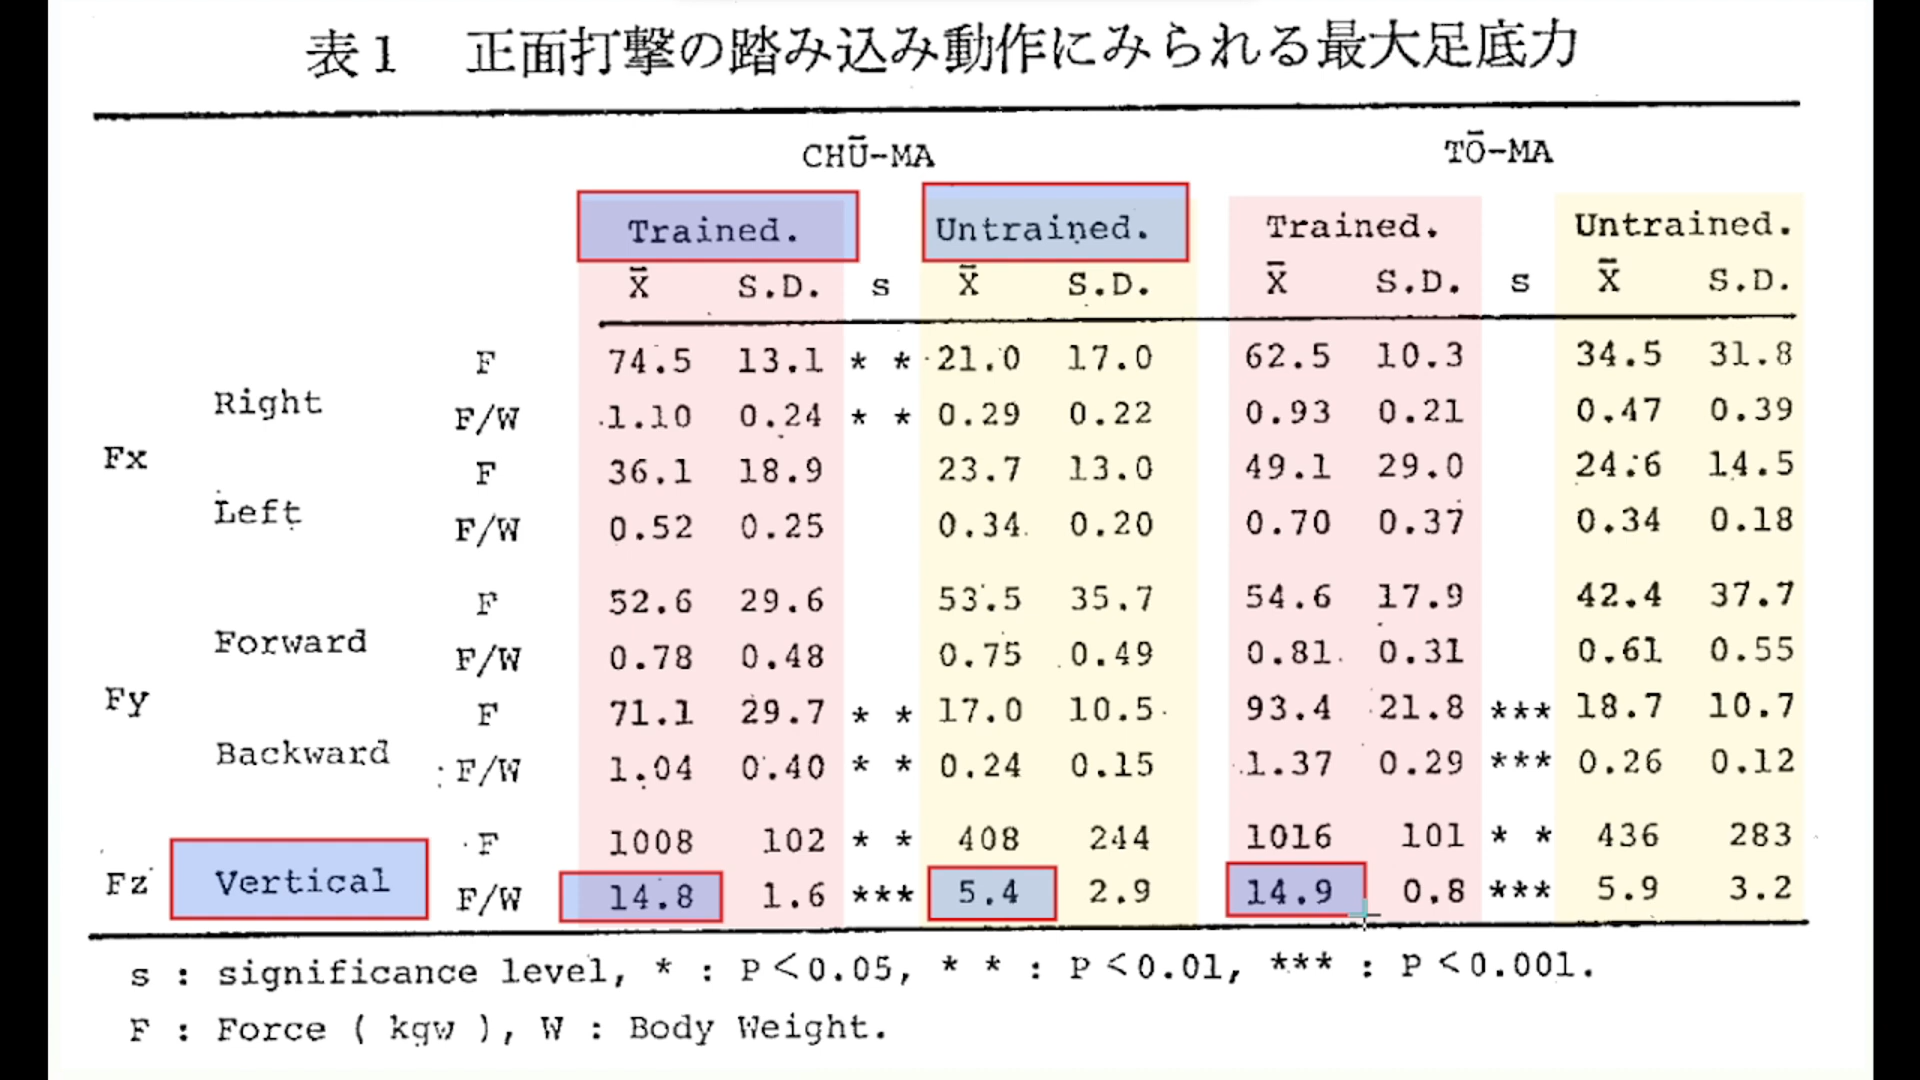 表1 正面打撃の踏み込み動作にみられる最大足底力
CHŪ-MA TŌ-MA
Trained. Untrained. Trained. Untrained.
X̄ S.D. s X̄ S.D. X̄ S.D. s X̄ S.D.
F 74.5 13.1 * * 21.0 17.0 62.5 10.3 34.5 31.8
Right
F/W 1.10 0.24 * * 0.29 0.22 0.93 0.21 0.47 0.39
Fx
F 36.1 18.9 23.7 13.0 49.1 29.0 24.6 14.5
Left
F/W 0.52 0.25 0.34 0.20 0.70 0.37 0.34 0.18
F 52.6 29.6 53.5 35.7 54.6 17.9 42.4 37.7
Forward
F/W 0.78 0.48 0.75 0.49 0.81 0.31 0.61 0.55
Fy
F 71.1 29.7 * * 17.0 10.5 93.4 21.8 *** 18.7 10.7
Backward
F/W 1.04 0.40 * * 0.24 0.15 1.37 0.29 *** 0.26 0.12
F 1008 102 * * 408 244 1016 101 * * 436 283
Fz Vertical
F/W 14.8 1.6 *** 5.4 2.9 14.9 0.8 *** 5.9 3.2
s : significance level, * : P<0.05, * * : P<0.01, *** : P<0.001.
F : Force ( kgw ), W : Body Weight.